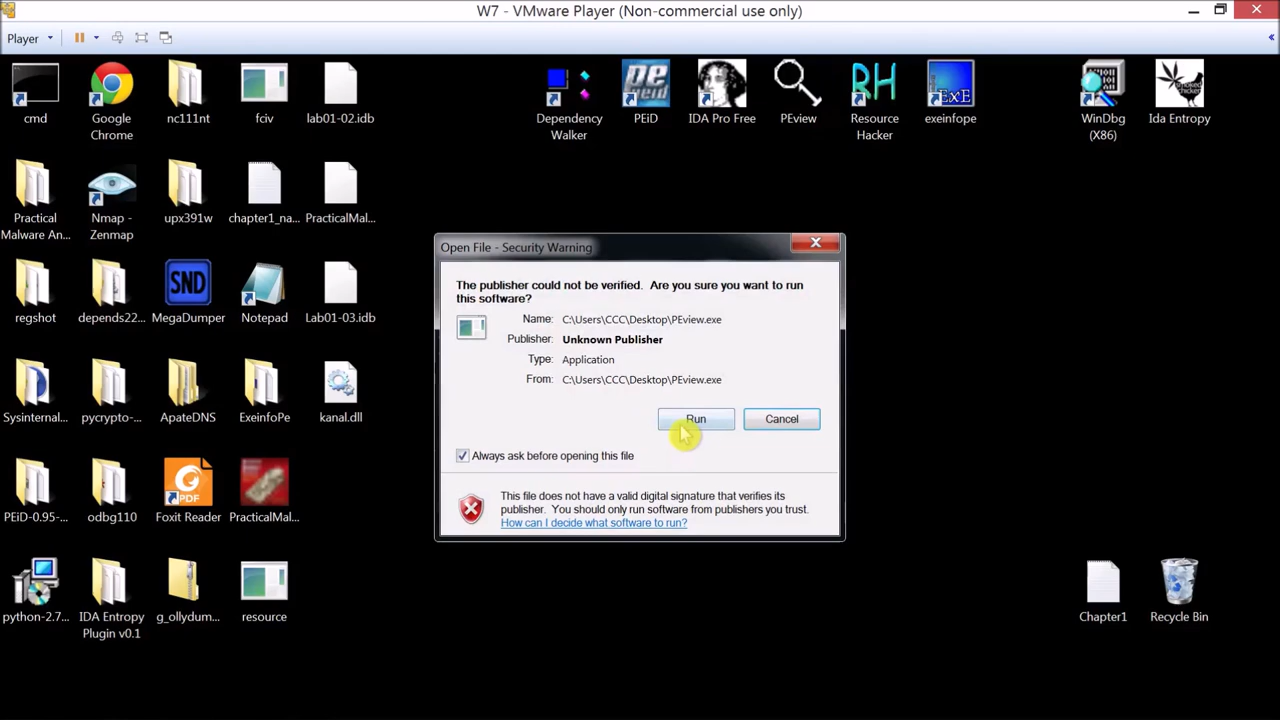 W7 - VMware Player (Non-commercial use only)
Player
cmd
Google
Chrome
nc111nt
fciv
lab01-02.idb
Dependency
Walker
PEiD
IDA Pro Free
PEview
Resource
Hacker
exeinfope
WinDbg
(X86)
Ida Entropy
Practical
Malware An...
Nmap -
Zenmap
upx391w
chapter1_na...
PracticalMal...
regshot
depends22...
SND
MegaDumper
Notepad
Lab01-03.idb
Sysinternal...
pycrypto-...
ApateDNS
ExeinfoPe
kanal.dll
PEiD-0.95-...
odbg110
PDF
Foxit Reader
PracticalMal...
python-2.7...
IDA Entropy
Plugin v0.1
g_ollydum...
resource
Chapter1
Recycle Bin
Open File - Security Warning
The publisher could not be verified. Are you sure you want to run
this software?
Name: C:\Users\CCC\Desktop\PEview.exe
Publisher: Unknown Publisher
Type: Application
From: C:\Users\CCC\Desktop\PEview.exe
Run
Cancel
Always ask before opening this file
This file does not have a valid digital signature that verifies its
publisher. You should only run software from publishers you trust.
How can I decide what software to run?